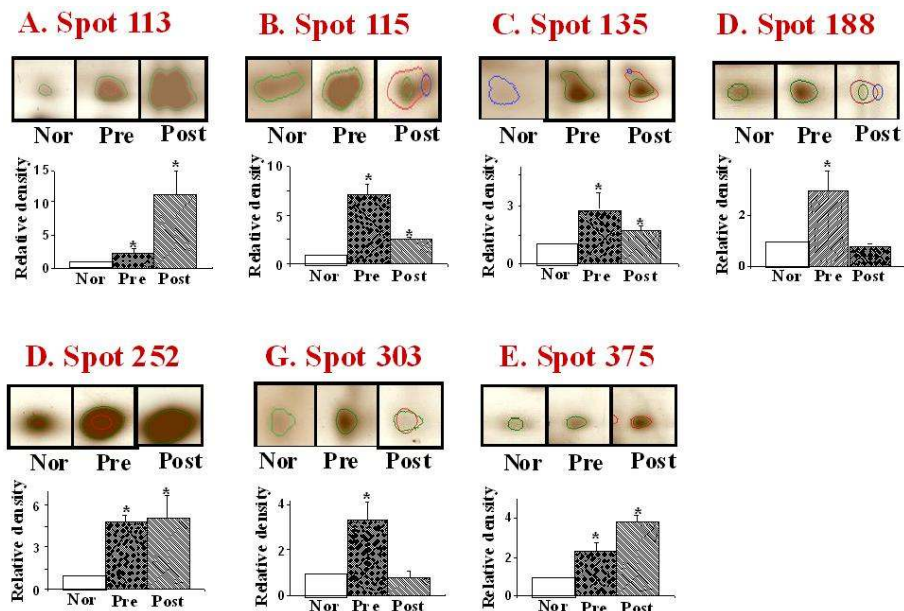 A. Spot 113
Nor Pre Post
Relative density
15
10
5
0
*
*
Nor Pre Post
B. Spot 115
Nor Pre Post
Relative density
10
5
0
*
*
Nor Pre Post
C. Spot 135
Nor Pre Post
Relative density
3
0
*
*
Nor Pre Post
D. Spot 188
Nor Pre Post
Relative density
2
0
*
Nor Pre Post
D. Spot 252
Nor Pre Post
Relative density
6
3
0
*
*
Nor Pre Post
G. Spot 303
Nor Pre Post
Relative density
4
2
0
*
Nor Pre Post
E. Spot 375
Nor Pre Post
Relative density
4
2
0
*
*
Nor Pre Post